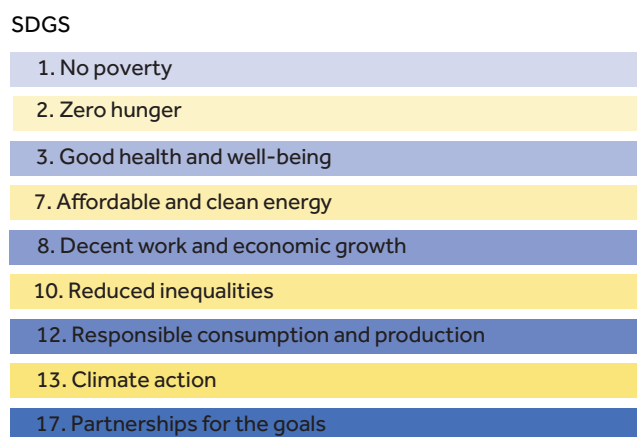 SDGS
1. No poverty
2. Zero hunger
3. Good health and well-being
7. Affordable and clean energy
8. Decent work and economic growth
10. Reduced inequalities
12. Responsible consumption and production
13. Climate action
17. Partnerships for the goals